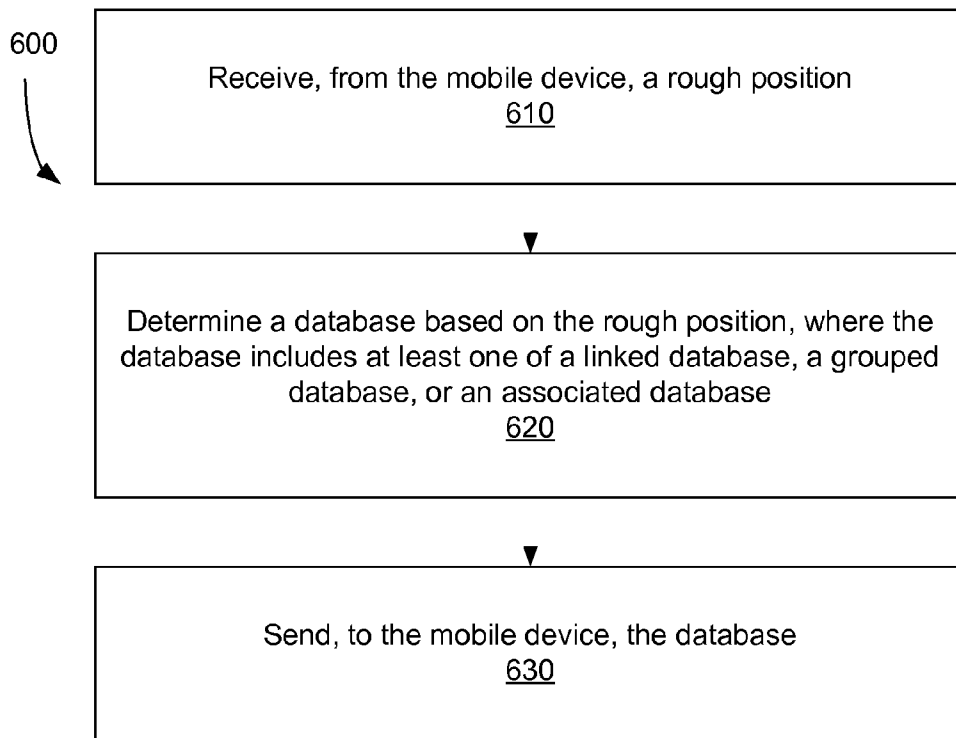 600
Receive, from the mobile device, a rough position
610
Determine a database based on the rough position, where the
database includes at least one of a linked database, a grouped
database, or an associated database
620
Send, to the mobile device, the database
630